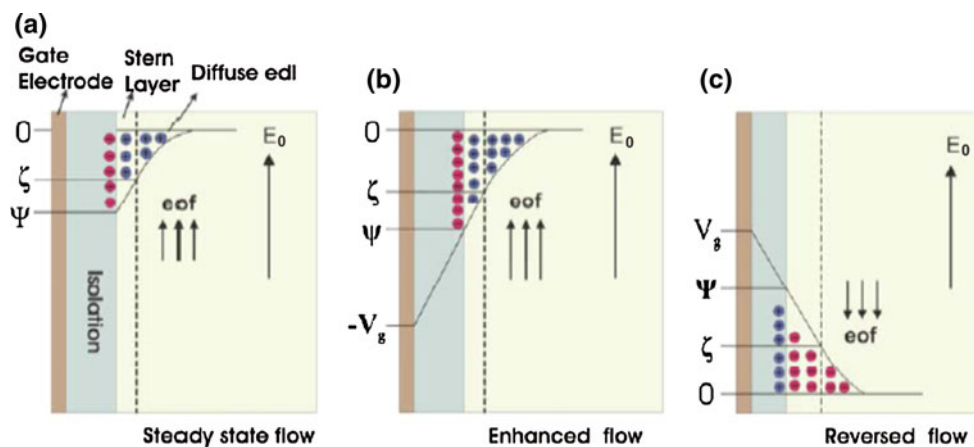 (a)
Gate
Electrode
Stern
Layer
Diffuse edl
0
ζ
Ψ
E0
eof
Isolation
Steady state flow
(b)
0
ζ
ψ
-Vg
E0
eof
Enhanced flow
(c)
Vg
Ψ
ζ
0
E0
eof
Reversed flow